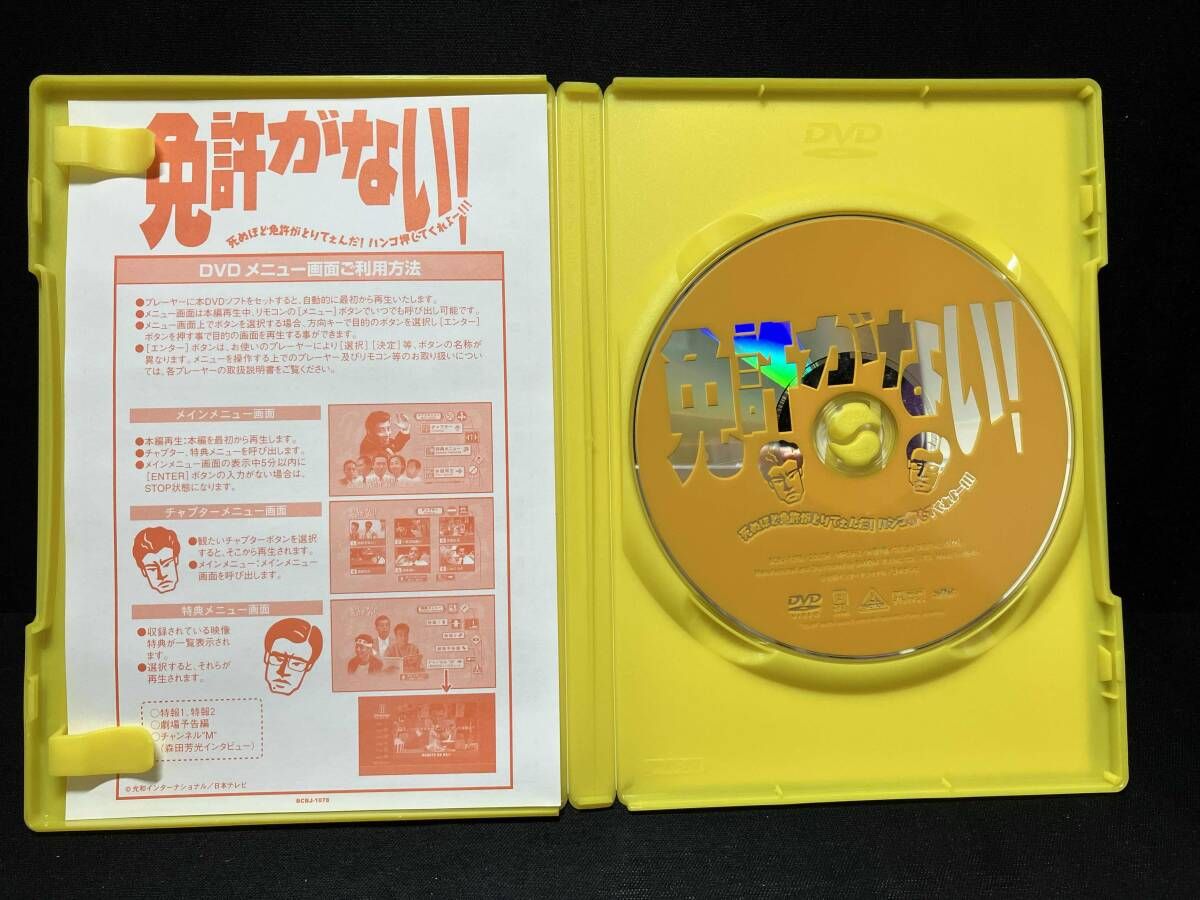 免許がない!
死ぬほど免許がとりてぇんだ!ハンコ押してくれよー!!!
DVDメニュー画面ご利用方法
●プレーヤーに本DVDソフトをセットすると、自動的に最初から再生いたします。
●メニュー画面は本編再生中、リモコンの[メニュー]ボタンでいつでも呼び出し可能です。
●メニュー画面上でボタンを選択する場合、方向キーで目的のボタンを選択し[エンター]
ボタンを押す事で目的の画面を再生する事ができます。
●[エンター]ボタンは、お使いのプレーヤーにより[選択][決定]等、ボタンの名称が
異なります。メニューを操作する上でのプレーヤー及びリモコン等のお取り扱いについ
ては、各プレーヤーの取扱説明書をご覧ください。
メインメニュー画面
●本編再生:本編を最初から再生します。
●チャプター、特典メニューを呼び出します。
●メインメニュー画面の表示中5分以内に
[ENTER]ボタンの入力がない場合は、
STOP状態になります。
チャプターメニュー画面
●観たいチャプターボタンを選択
すると、そこから再生されます。
●メインメニュー:メインメニュー
画面を呼び出します。
特典メニュー画面
●収録されている映像
特典が一覧表示され
ます。
●選択すると、それらが
再生されます。
○特報1、特報2
○劇場予告編
○チャンネル"M"
(森田芳光インタビュー)
©光和インターナショナル/日本テレビ
BCBJ-1078
DVD
免許がない!
死ぬほど免許がとりてぇんだ!ハンコ押してくれよー!!!
DVD
VIDEO